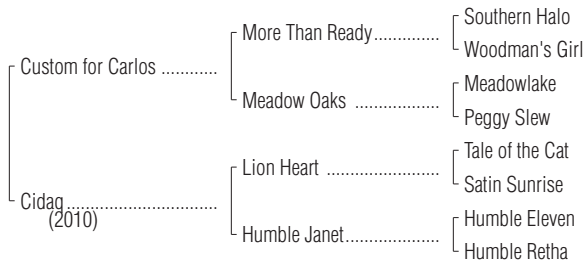 Southern Halo
More Than Ready..............
Woodman's Girl
Custom for Carlos ............
Meadowlake
Meadow Oaks ..................
Peggy Slew
Tale of the Cat
Lion Heart ........................
Satin Sunrise
Cidaq................................
(2010)
Humble Eleven
Humble Janet....................
Humble Retha